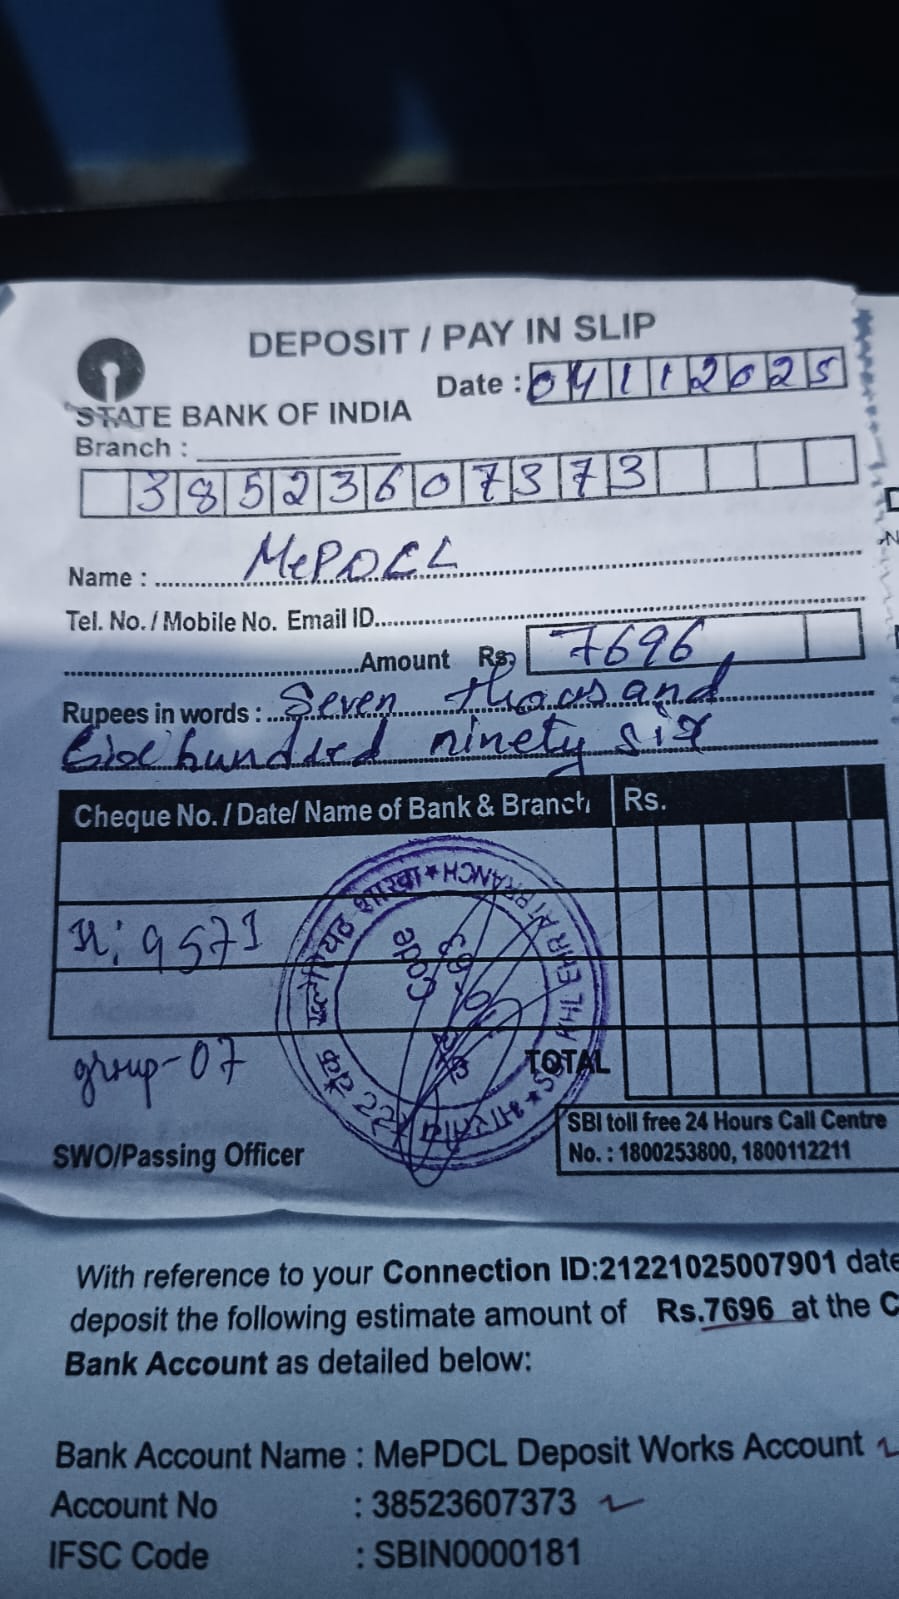 DEPOSIT / PAY IN SLIP
Date : 04112025
STATE BANK OF INDIA
Branch :
38523607373
Name : MePDCL
Tel. No. / Mobile No. Email ID
Amount Rs. 7696
Rupees in words : Seven thousand
Six hundred ninety six
Cheque No. / Date/ Name of Bank & Branch Rs.
9571
group-07
TOTAL
SWO/Passing Officer
SBI toll free 24 Hours Call Centre
No. : 1800253800, 1800112211
शाखा * BRANCH
Code
With reference to your Connection ID:21221025007901 date
deposit the following estimate amount of Rs.7696 at the C
Bank Account as detailed below:
Bank Account Name : MePDCL Deposit Works Account
Account No : 38523607373
IFSC Code : SBIN0000181